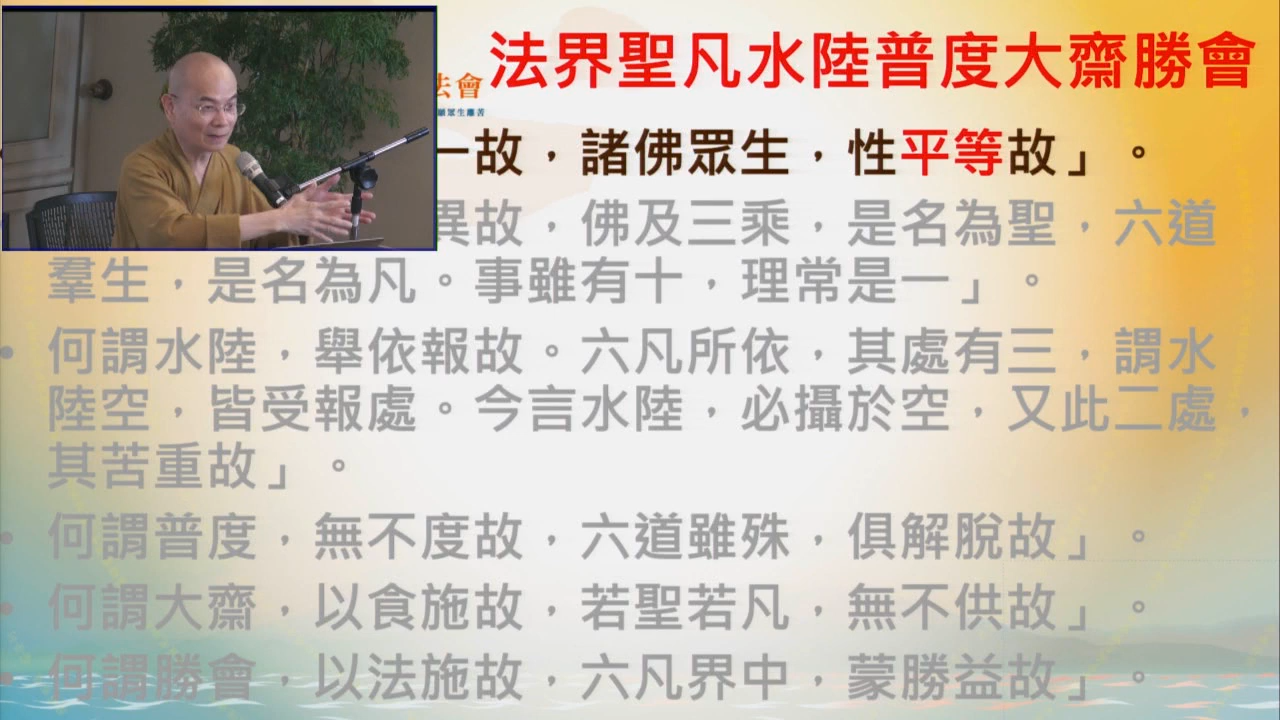 法界聖凡水陸普度大齋勝會
法會
願眾生離苦
一故，諸佛眾生，性平等故」。
異故，佛及三乘，是名為聖，六道
羣生，是名為凡。事雖有十，理常是一」。
何謂水陸，舉依報故。六凡所依，其處有三，謂水
陸空，皆受報處。今言水陸，必攝於空，又此二處，
其苦重故」。
何謂普度，無不度故，六道雖殊，俱解脫故」。
何謂大齋，以食施故，若聖若凡，無不供故」。
何謂勝會，以法施故，六凡界中，蒙勝益故」。